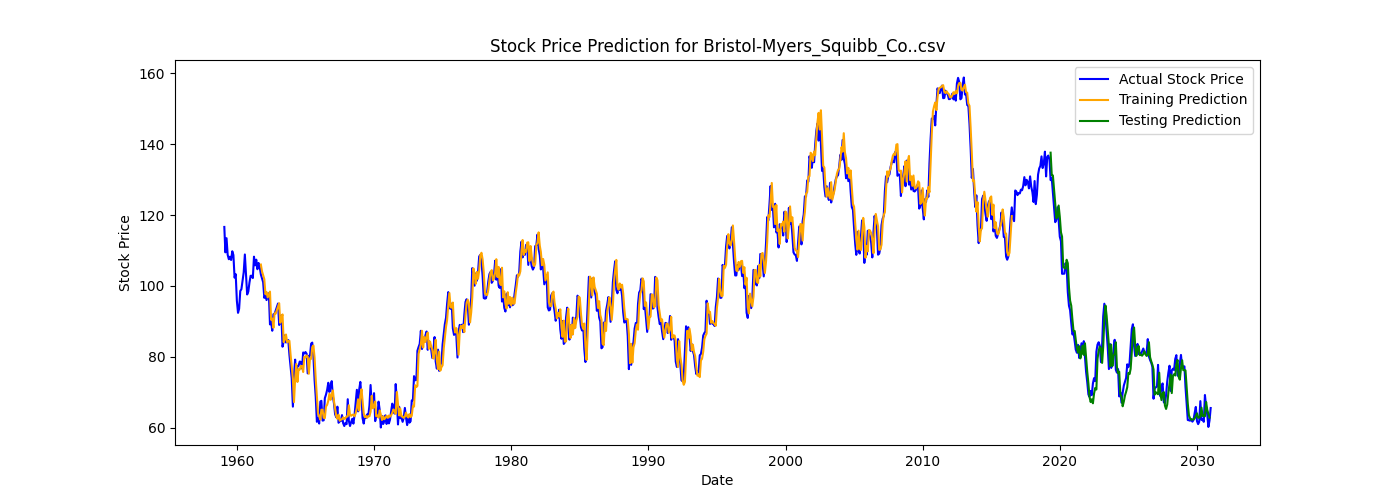 Stock Price Prediction for Bristol-Myers_Squibb_Co..csv
Actual Stock Price
Training Prediction
Testing Prediction
Stock Price
160
140
120
100
80
60
1960 1970 1980 1990 2000 2010 2020 2030
Date